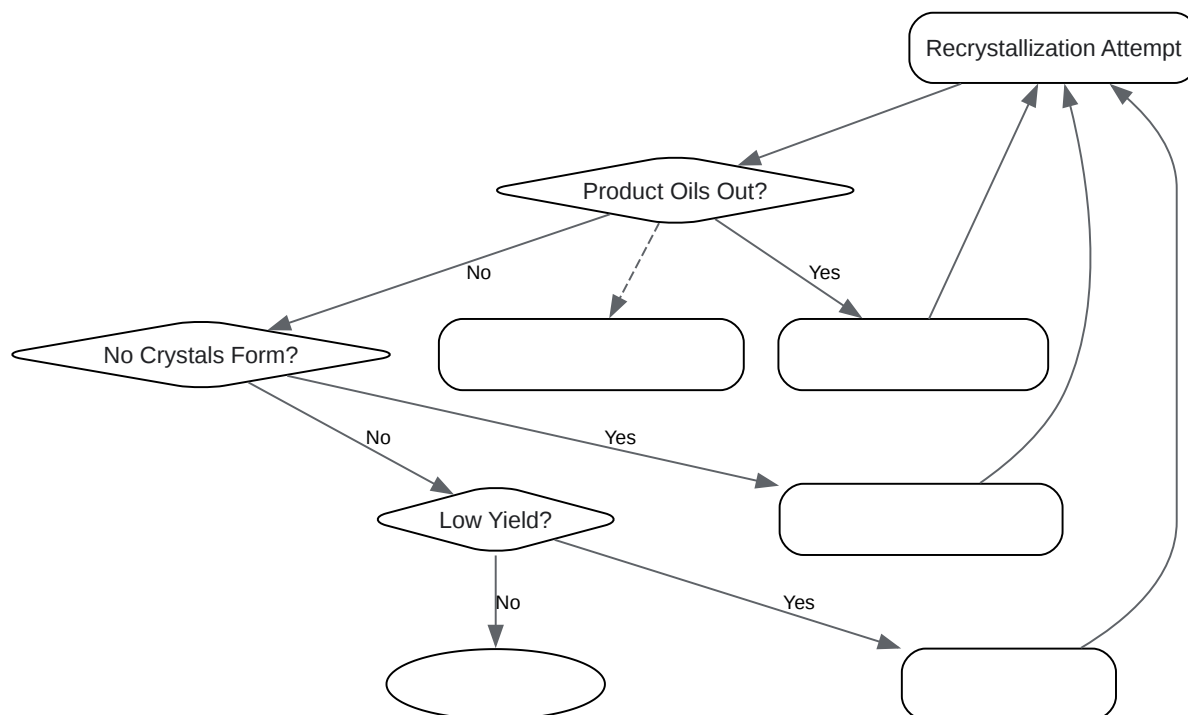 Recrystallization Attempt
Product Oils Out?
No
Yes
No Crystals Form?
No
Yes
Low Yield?
No
Yes